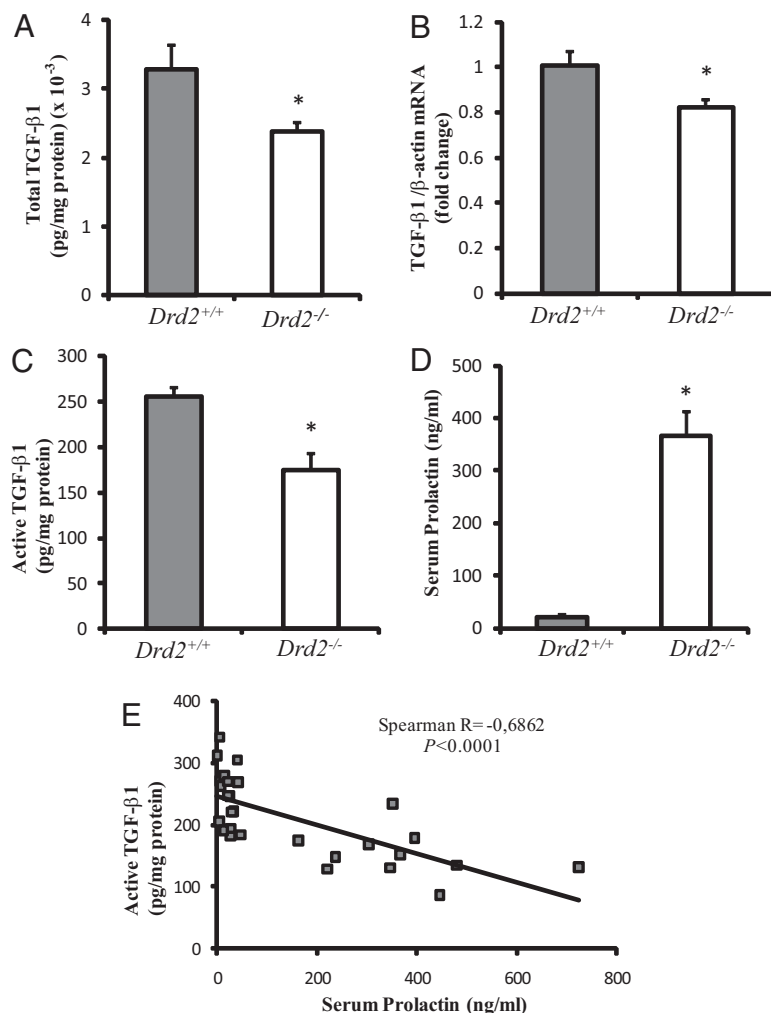 A
Total TGF-β1
(pg/mg protein) (x 10⁻³)
4
3
2
1
0
*
Drd2⁺/⁺ Drd2⁻/⁻
B
TGF-β1/β-actin mRNA
(fold change)
1.2
1
0.8
0.6
0.4
0.2
0
*
Drd2⁺/⁺ Drd2⁻/⁻
C
Active TGF-β1
(pg/mg protein)
300
250
200
150
100
50
0
*
Drd2⁺/⁺ Drd2⁻/⁻
D
Serum Prolactin (ng/ml)
500
400
300
200
100
0
*
Drd2⁺/⁺ Drd2⁻/⁻
E
Active TGF-β1
(pg/mg protein)
400
300
200
100
0
Spearman R= -0,6862
P<0.0001
0 200 400 600 800
Serum Prolactin (ng/ml)